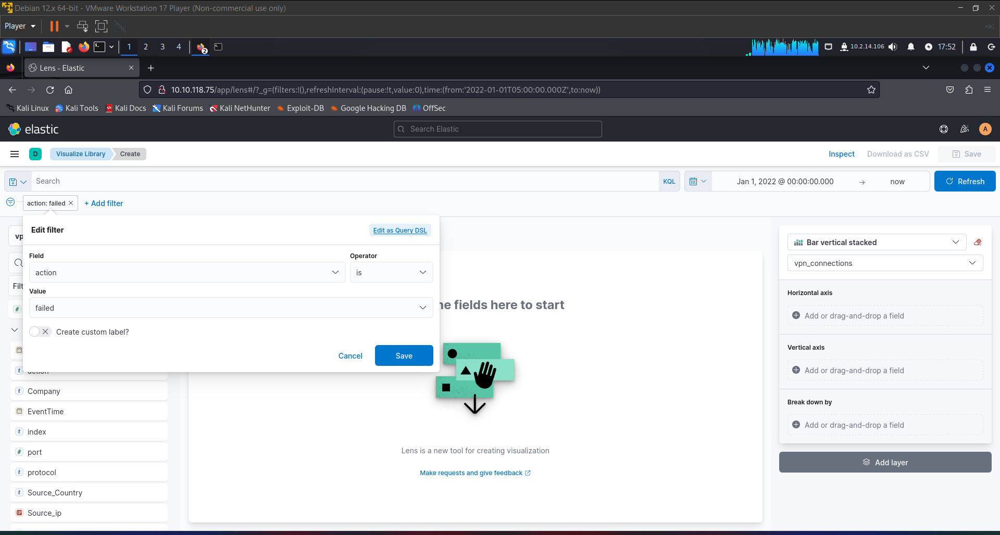 Debian 12.x 64-bit - VMware Workstation 17 Player (Non-commercial use only)
Player
1 2 3 4 2 10.2.14.106 17:52
Lens - Elastic
10.10.118.75/app/lens#/?_g=(filters:!(),refreshInterval:(pause:!t,value:0),time:(from:'2022-01-01T05:00:00.000Z',to:now))
Kali Linux Kali Tools Kali Docs Kali Forums Kali NetHunter Exploit-DB Google Hacking DB OffSec
elastic Search Elastic A
D Visualize Library Create Inspect Download as CSV Save
Search KQL Jan 1, 2022 @ 00:00:00.000 → now Refresh
action: failed × + Add filter
Edit filter Edit as Query DSL
Field Operator
action is
Value
failed
Create custom label?
Cancel Save
vp
Filt
#
t action
t Company
EventTime
t index
# port
t protocol
t Source_Country
IP Source_ip
fields here to start
Lens is a new tool for creating visualization
Make requests and give feedback
Bar vertical stacked
vpn_connections
Horizontal axis
Add or drag-and-drop a field
Vertical axis
Add or drag-and-drop a field
Break down by
Add or drag-and-drop a field
Add layer